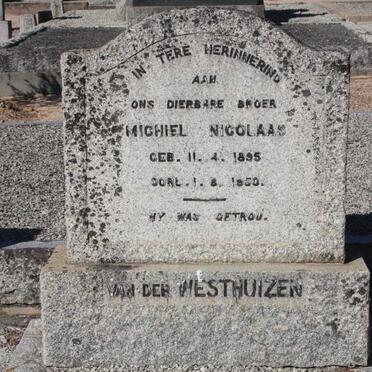 IN TERE HERINNERING
AAN
ONS DIERBARE BROER
MICHIEL NICOLAAS
GEB. 11. 4. 1895
OORL. 1. 8. 1950.
HY WAS GETROU.
VAN DER WESTHUIZEN